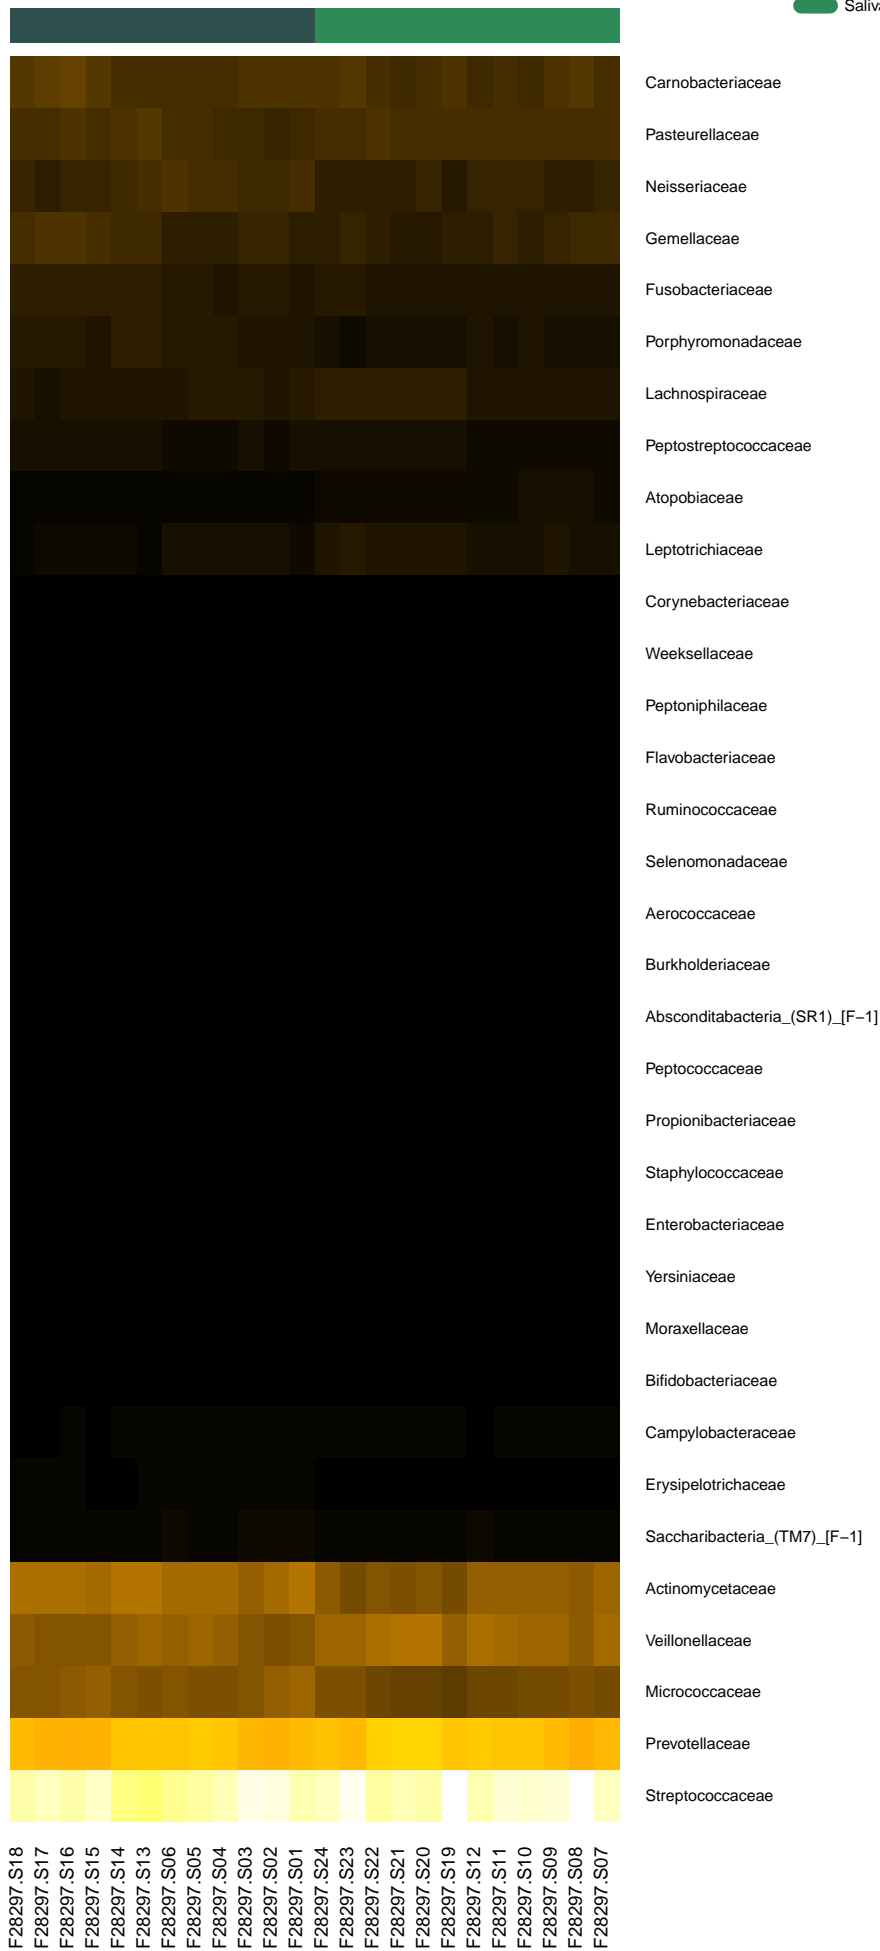 Carnobacteriaceae
Pasteurellaceae
Neisseriaceae
Gemellaceae
Fusobacteriaceae
Porphyromonadaceae
Lachnospiraceae
Peptostreptococcaceae
Atopobiaceae
Leptotrichiaceae
Corynebacteriaceae
Weeksellaceae
Peptoniphilaceae
Flavobacteriaceae
Ruminococcaceae
Selenomonadaceae
Aerococcaceae
Burkholderiaceae
Absconditabacteria_(SR1)_[F−1]
Peptococcaceae
Propionibacteriaceae
Staphylococcaceae
Enterobacteriaceae
Yersiniaceae
Moraxellaceae
Bifidobacteriaceae
Campylobacteraceae
Erysipelotrichaceae
Saccharibacteria_(TM7)_[F−1]
Actinomycetaceae
Veillonellaceae
Micrococcaceae
Prevotellaceae
Streptococcaceae
F28297.S18
F28297.S17
F28297.S16
F28297.S15
F28297.S14
F28297.S13
F28297.S06
F28297.S05
F28297.S04
F28297.S03
F28297.S02
F28297.S01
F28297.S24
F28297.S23
F28297.S22
F28297.S21
F28297.S20
F28297.S19
F28297.S12
F28297.S11
F28297.S10
F28297.S09
F28297.S08
F28297.S07